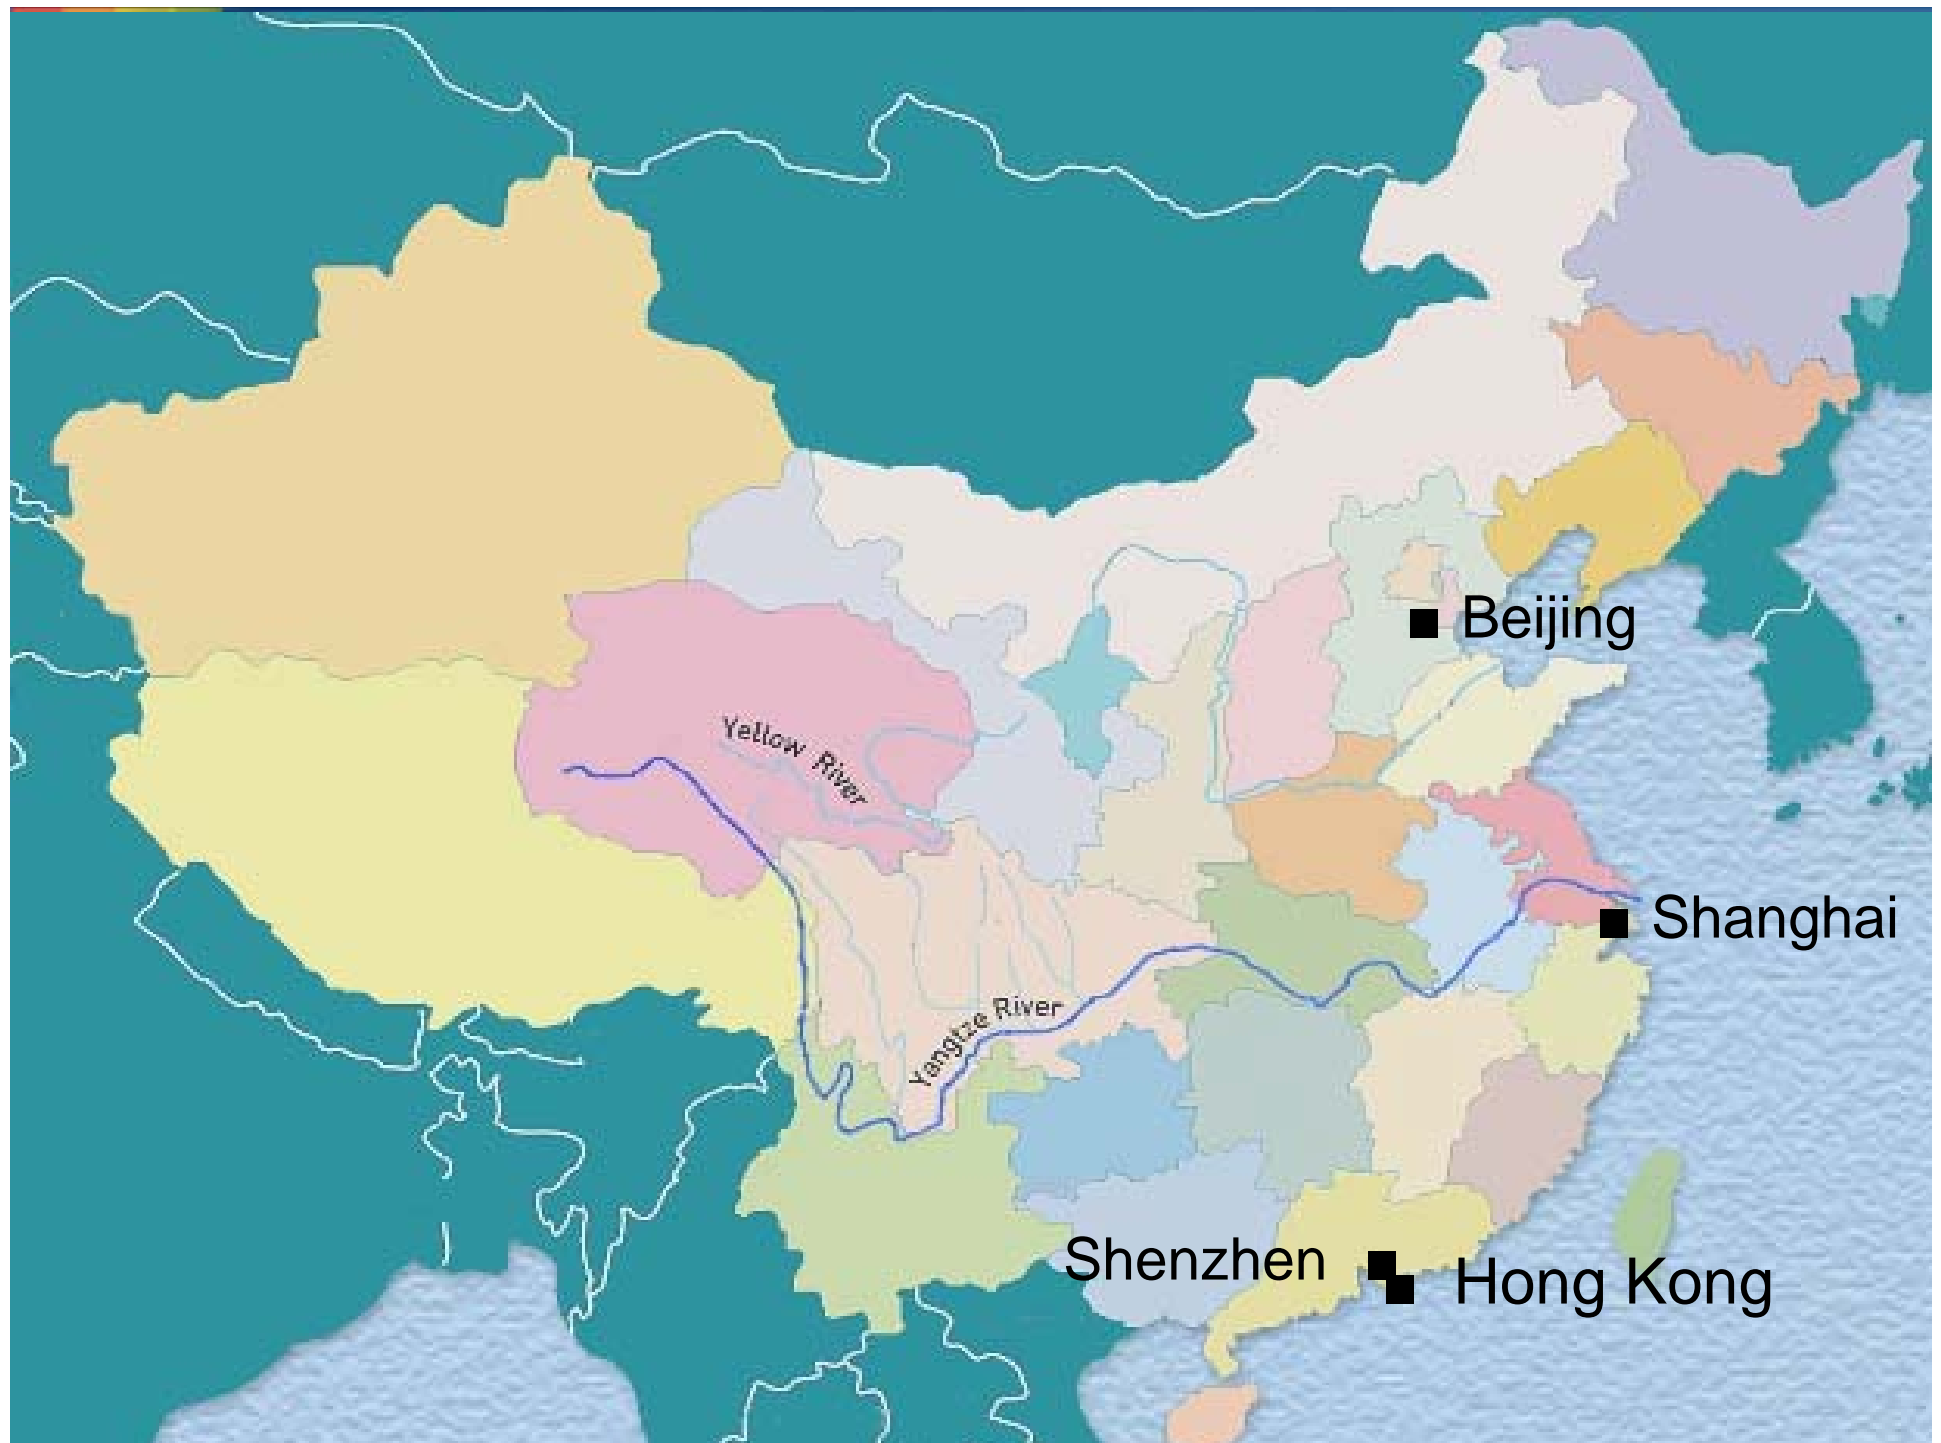 Beijing
Yellow River
Shanghai
Yangtze River
Shenzhen
Hong Kong